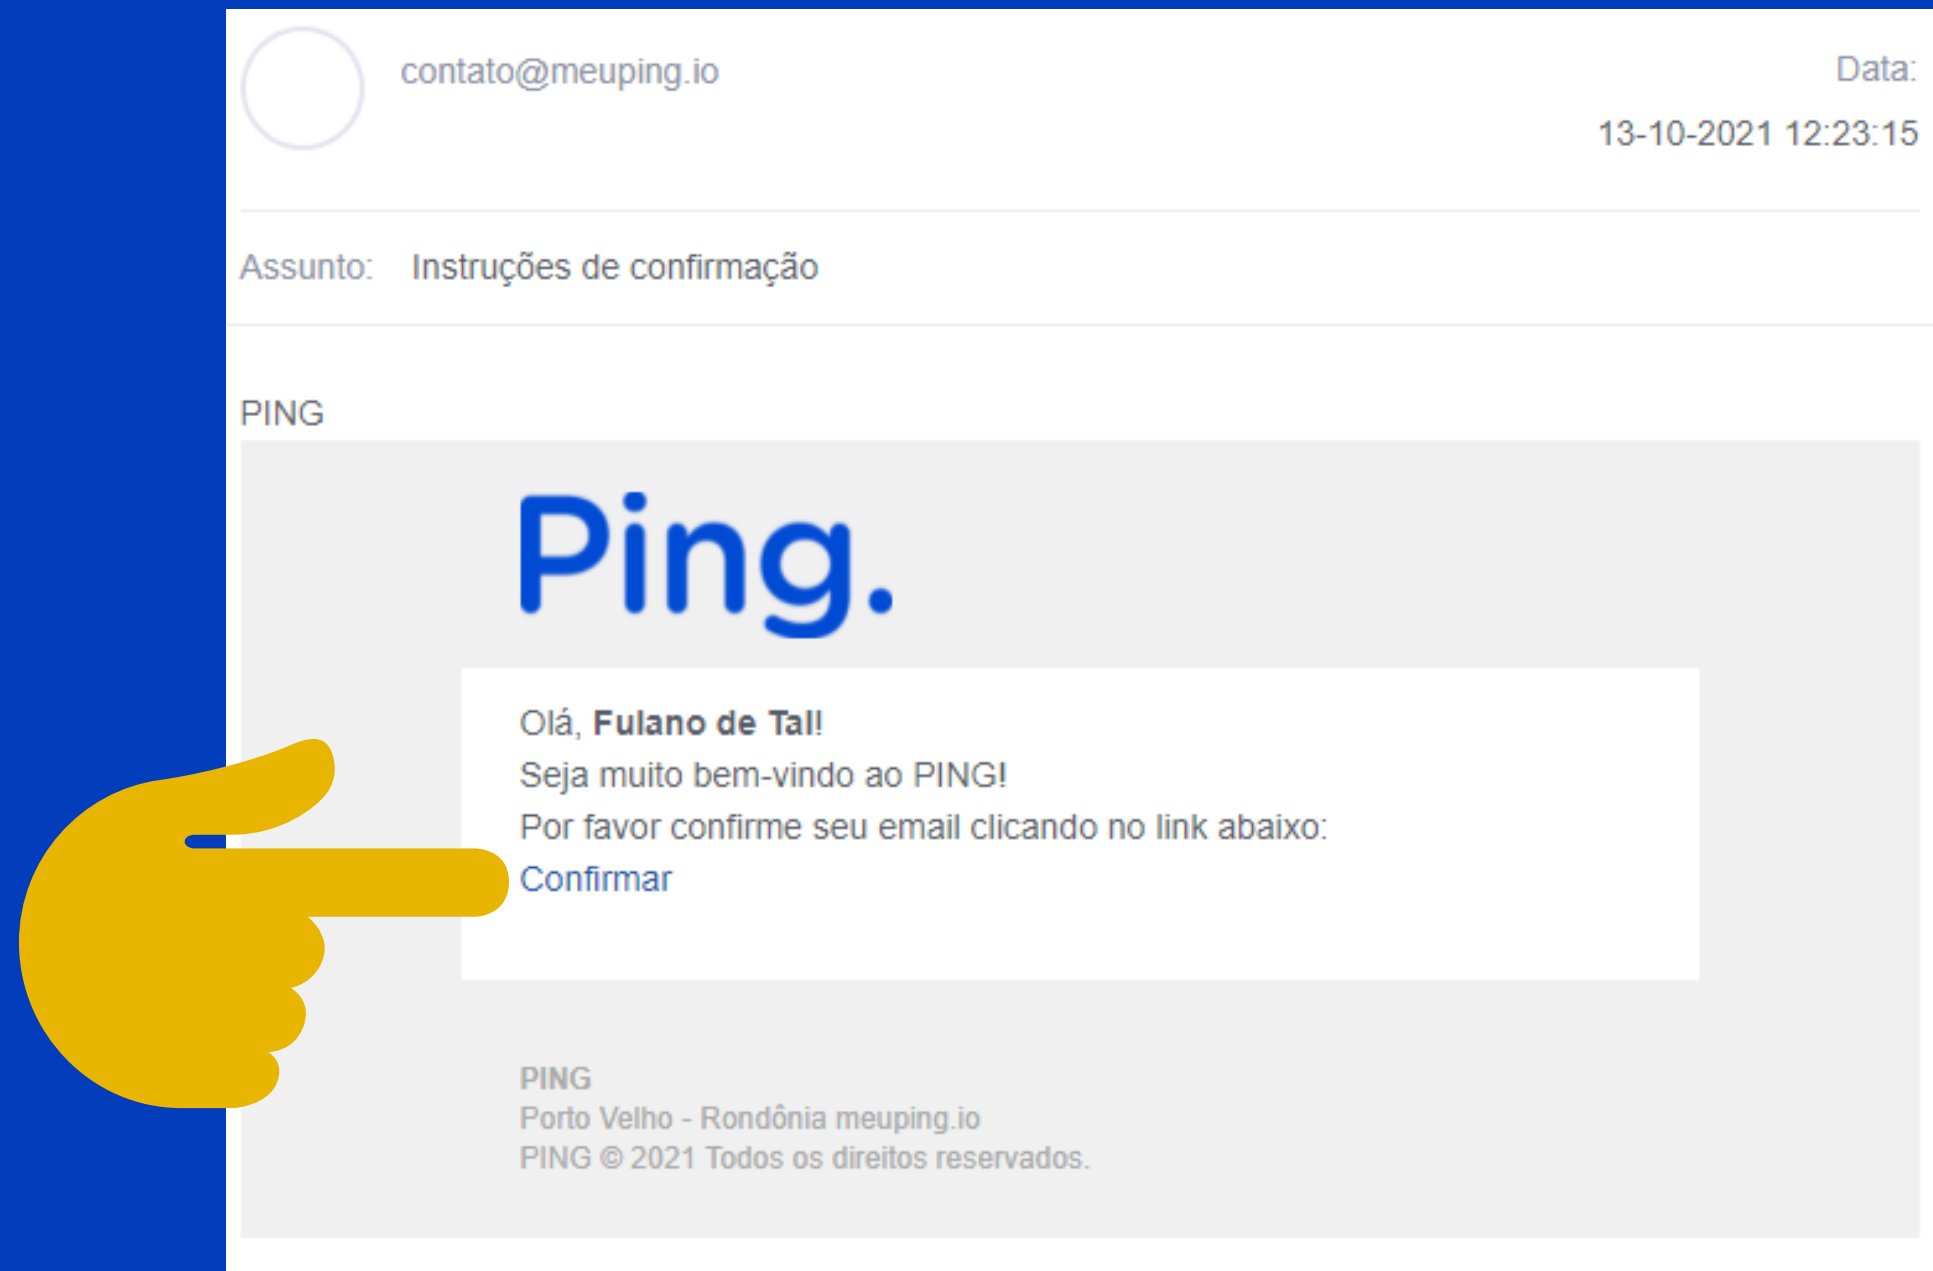 contato@meuping.io
Data:
13-10-2021 12:23:15
Assunto: Instruções de confirmação
PING
Ping.
Olá, Fulano de Tal!
Seja muito bem-vindo ao PING!
Por favor confirme seu email clicando no link abaixo:
Confirmar
PING
Porto Velho - Rondônia meuping.io
PING © 2021 Todos os direitos reservados.